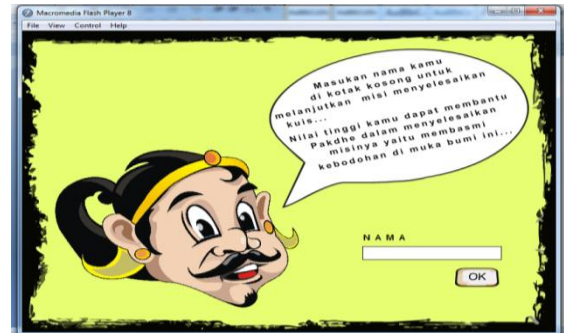 Macromedia Flash Player 8
File View Control Help
Masukan nama kamu
di kotak kosong untuk
melanjutkan misi menyelesaikan
kuis...
Nilai tinggi kamu dapat membantu
Pakdhe dalam menyelesaikan
misinya yaitu membasmi
kebodohan di muka bumi ini...
NAMA
OK